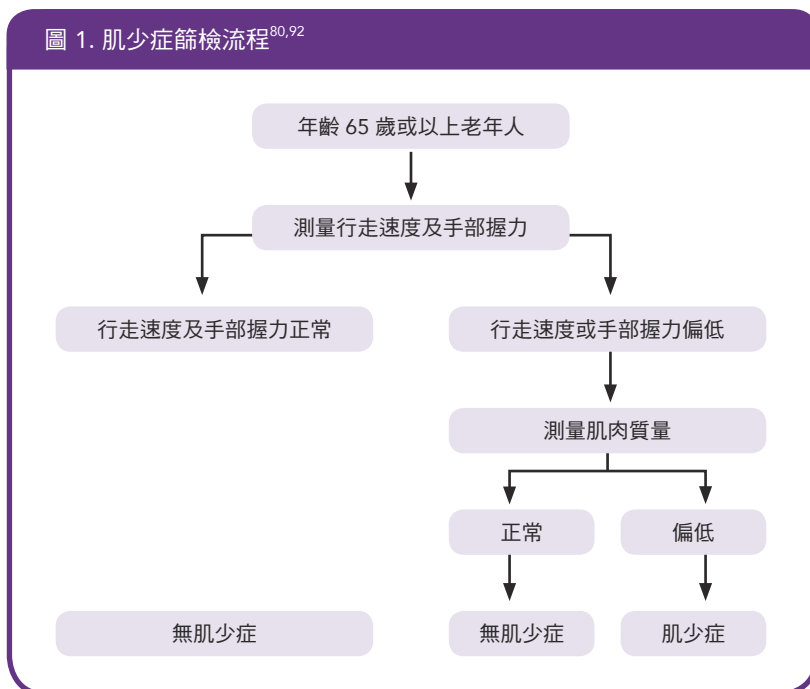 圖 1. 肌少症篩檢流程80,92
年齡 65 歲或以上老年人
測量行走速度及手部握力
行走速度及手部握力正常
行走速度或手部握力偏低
測量肌肉質量
正常
偏低
無肌少症
無肌少症
肌少症